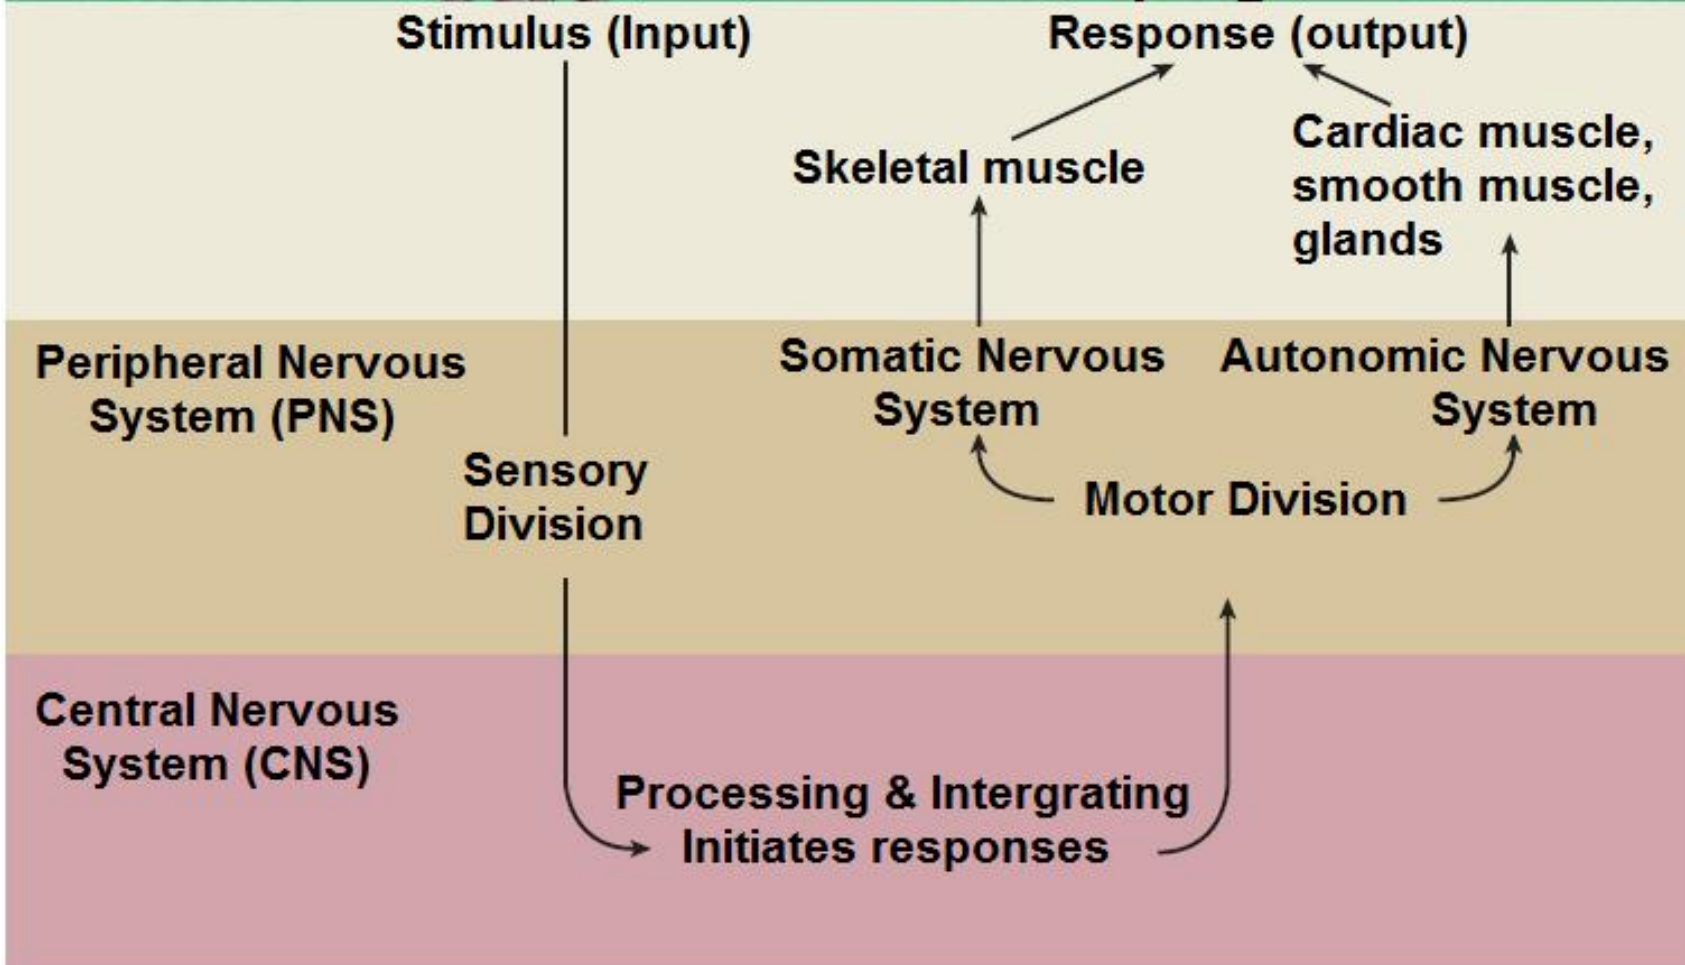 Stimulus (Input)
Response (output)
Skeletal muscle
Cardiac muscle,
smooth muscle,
glands
Peripheral Nervous
System (PNS)
Somatic Nervous
System
Autonomic Nervous
System
Sensory
Division
Motor Division
Central Nervous
System (CNS)
Processing & Intergrating
Initiates responses